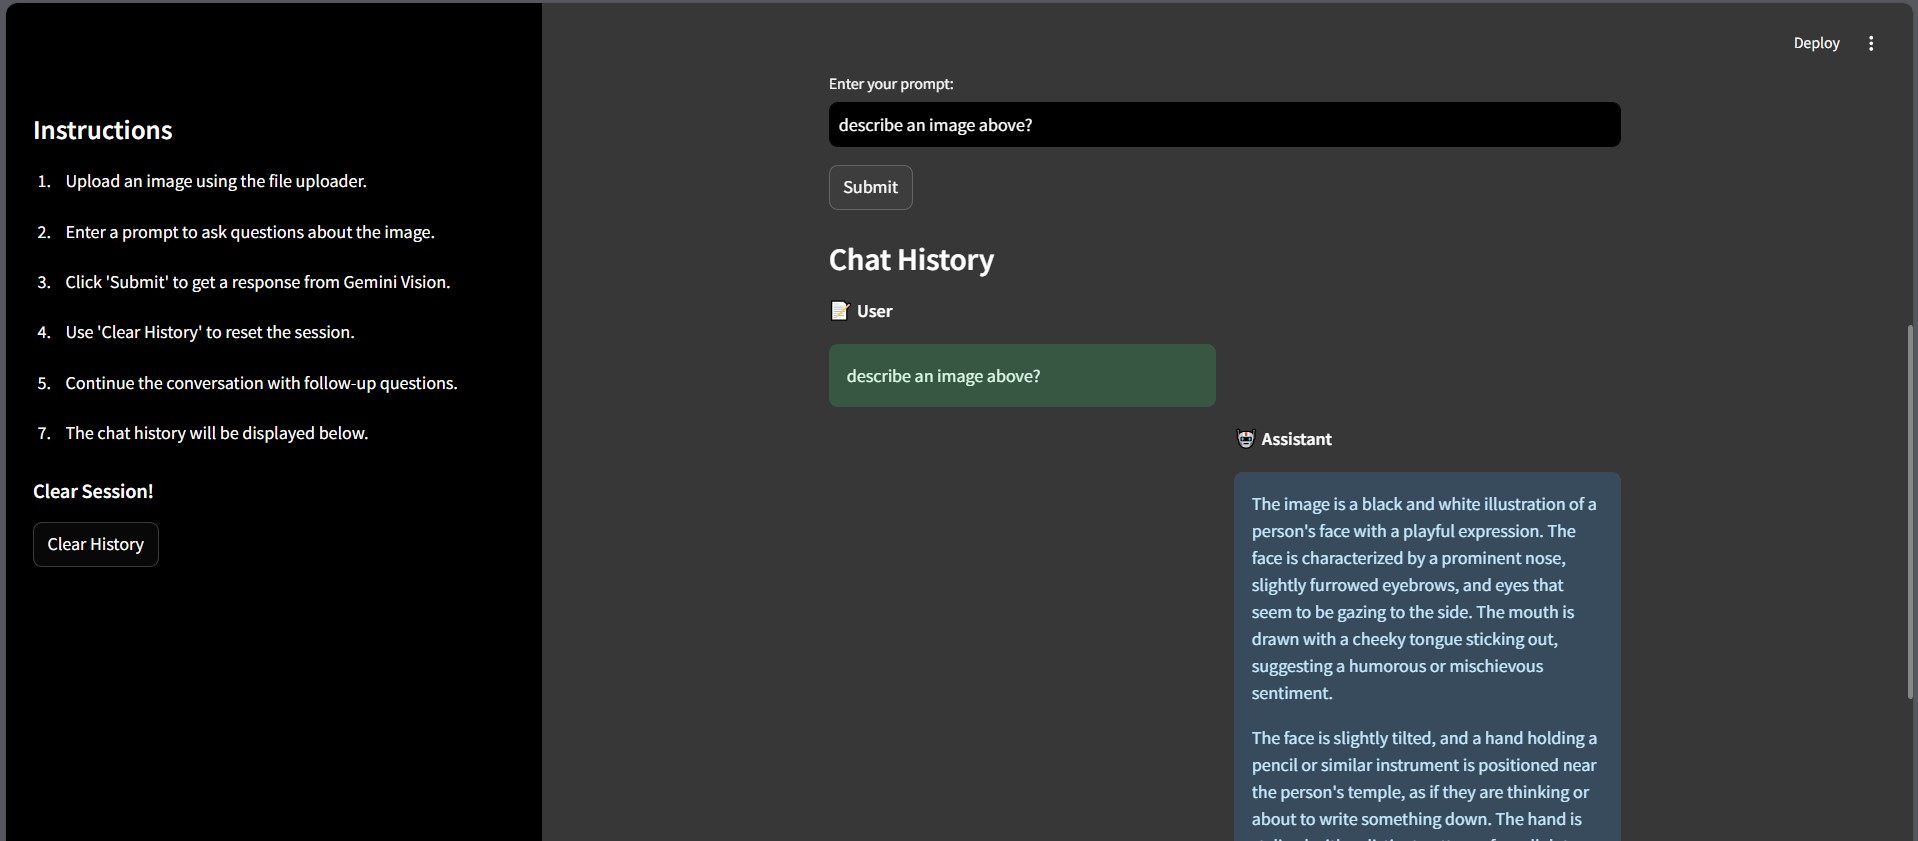 Deploy
Instructions
1. Upload an image using the file uploader.
2. Enter a prompt to ask questions about the image.
3. Click 'Submit' to get a response from Gemini Vision.
4. Use 'Clear History' to reset the session.
5. Continue the conversation with follow-up questions.
7. The chat history will be displayed below.
Clear Session!
Clear History
Enter your prompt:
describe an image above?
Submit
Chat History
User
describe an image above?
Assistant
The image is a black and white illustration of a
person's face with a playful expression. The
face is characterized by a prominent nose,
slightly furrowed eyebrows, and eyes that
seem to be gazing to the side. The mouth is
drawn with a cheeky tongue sticking out,
suggesting a humorous or mischievous
sentiment.
The face is slightly tilted, and a hand holding a
pencil or similar instrument is positioned near
the person's temple, as if they are thinking or
about to write something down. The hand is